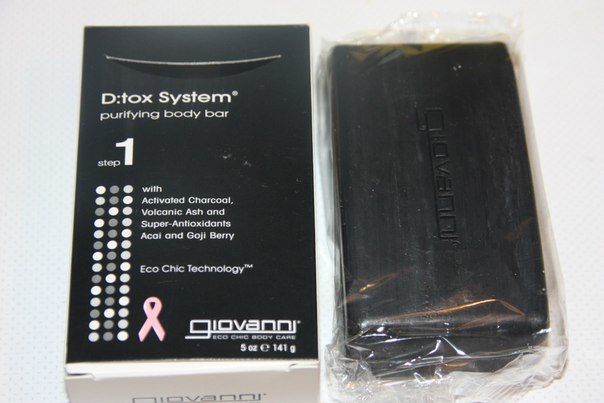 D:tox System®
purifying body bar
step 1
with
Activated Charcoal,
Volcanic Ash and
Super-Antioxidants
Acai and Goji Berry
Eco Chic Technology™
giovanni®
ECO CHIC BODY CARE
5 oz ℮ 141 g
giovanni
giovanni